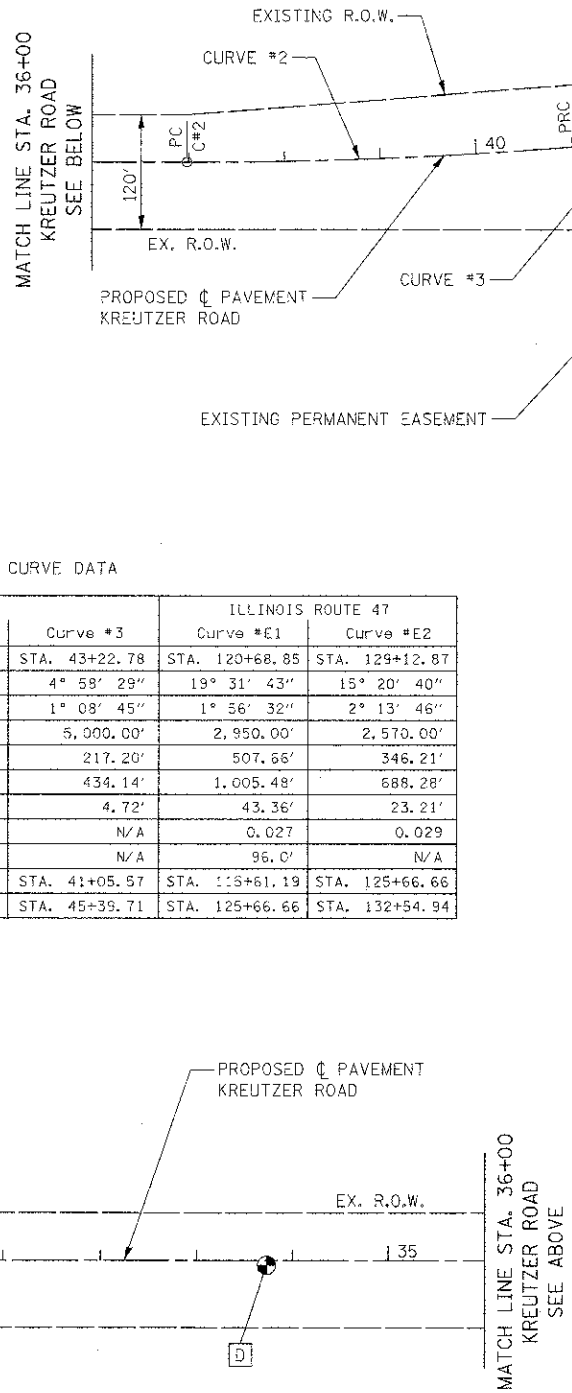 EXISTING R.O.W.
CURVE #2
MATCH LINE STA. 36+00
KREUTZER ROAD
SEE BELOW
PC
C#2
40
PRC
120'
EX. R.O.W.
CURVE #3
PROPOSED ℄ PAVEMENT
KREUTZER ROAD
EXISTING PERMANENT EASEMENT
CURVE DATA
ILLINOIS ROUTE 47
Curve #3 Curve #E1 Curve #E2
STA. 43+22.78 STA. 120+68.85 STA. 129+12.87
4° 58' 29" 19° 31' 43" 15° 20' 40"
1° 08' 45" 1° 56' 32" 2° 13' 46"
5,000.00' 2,950.00' 2,570.00'
217.20' 507.66' 346.21'
434.14' 1,005.48' 688.28'
4.72' 43.36' 23.21'
N/A 0.027 0.029
N/A 96.0' N/A
STA. 41+05.57 STA. 115+61.19 STA. 125+66.66
STA. 45+39.71 STA. 125+66.66 STA. 132+54.94
PROPOSED ℄ PAVEMENT
KREUTZER ROAD
EX. R.O.W.
35
D
MATCH LINE STA. 36+00
KREUTZER ROAD
SEE ABOVE